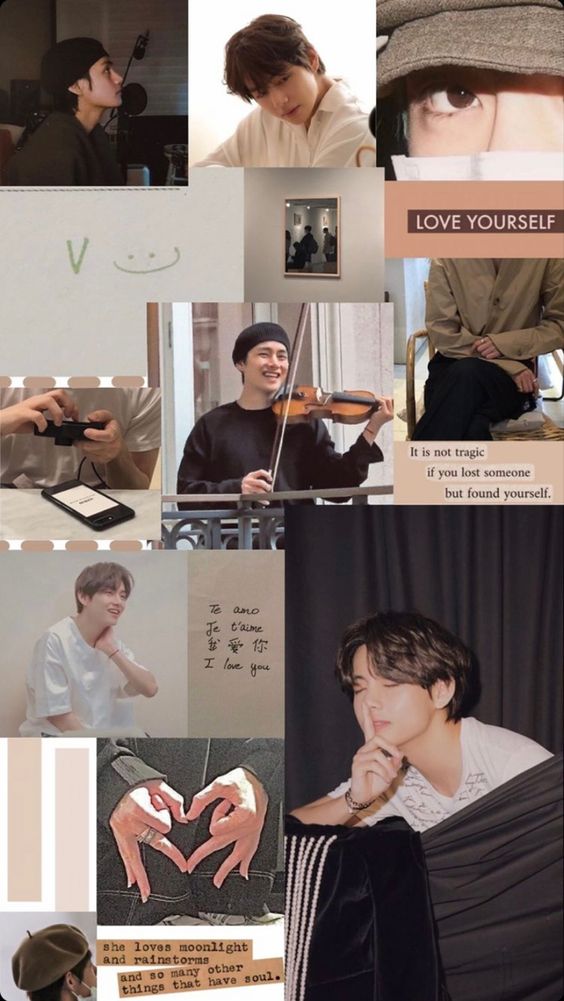 V
LOVE YOURSELF
It is not tragic
if you lost someone
but found yourself.
Te amo
Je t'aime
我愛你
I love you
she loves moonlight
and rainstorms
and so many other
things that have soul.